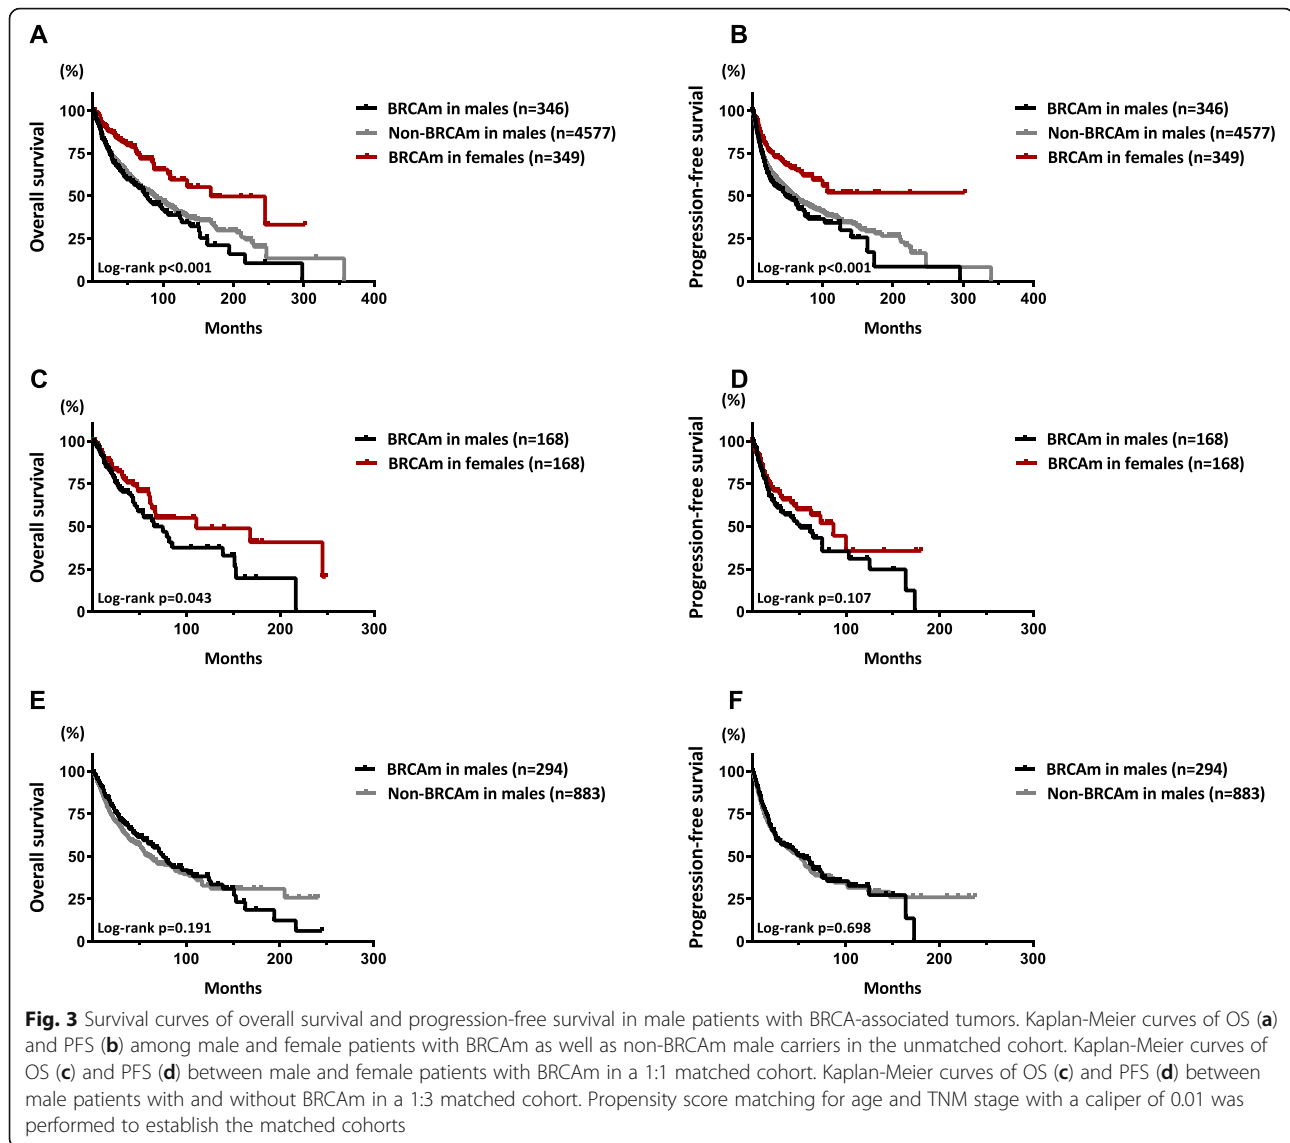 A
(%)
Overall survival
100
75
50
25
0
Log-rank p<0.001
100
200
300
400
Months
BRCAm in males (n=346)
Non-BRCAm in males (n=4577)
BRCAm in females (n=349)
B
(%)
Progression-free survival
100
75
50
25
0
Log-rank p<0.001
100
200
300
400
Months
BRCAm in males (n=346)
Non-BRCAm in males (n=4577)
BRCAm in females (n=349)
C
(%)
Overall survival
100
75
50
25
0
Log-rank p=0.043
100
200
300
Months
BRCAm in males (n=168)
BRCAm in females (n=168)
D
(%)
Progression-free survival
100
75
50
25
0
Log-rank p=0.107
100
200
300
Months
BRCAm in males (n=168)
BRCAm in females (n=168)
E
(%)
Overall survival
100
75
50
25
0
Log-rank p=0.191
100
200
300
Months
BRCAm in males (n=294)
Non-BRCAm in males (n=883)
F
(%)
Progression-free survival
100
75
50
25
0
Log-rank p=0.698
100
200
300
Months
BRCAm in males (n=294)
Non-BRCAm in males (n=883)
Fig. 3 Survival curves of overall survival and progression-free survival in male patients with BRCA-associated tumors. Kaplan-Meier curves of OS (a)
and PFS (b) among male and female patients with BRCAm as well as non-BRCAm male carriers in the unmatched cohort. Kaplan-Meier curves of
OS (c) and PFS (d) between male and female patients with BRCAm in a 1:1 matched cohort. Kaplan-Meier curves of OS (c) and PFS (d) between
male patients with and without BRCAm in a 1:3 matched cohort. Propensity score matching for age and TNM stage with a caliper of 0.01 was
performed to establish the matched cohorts